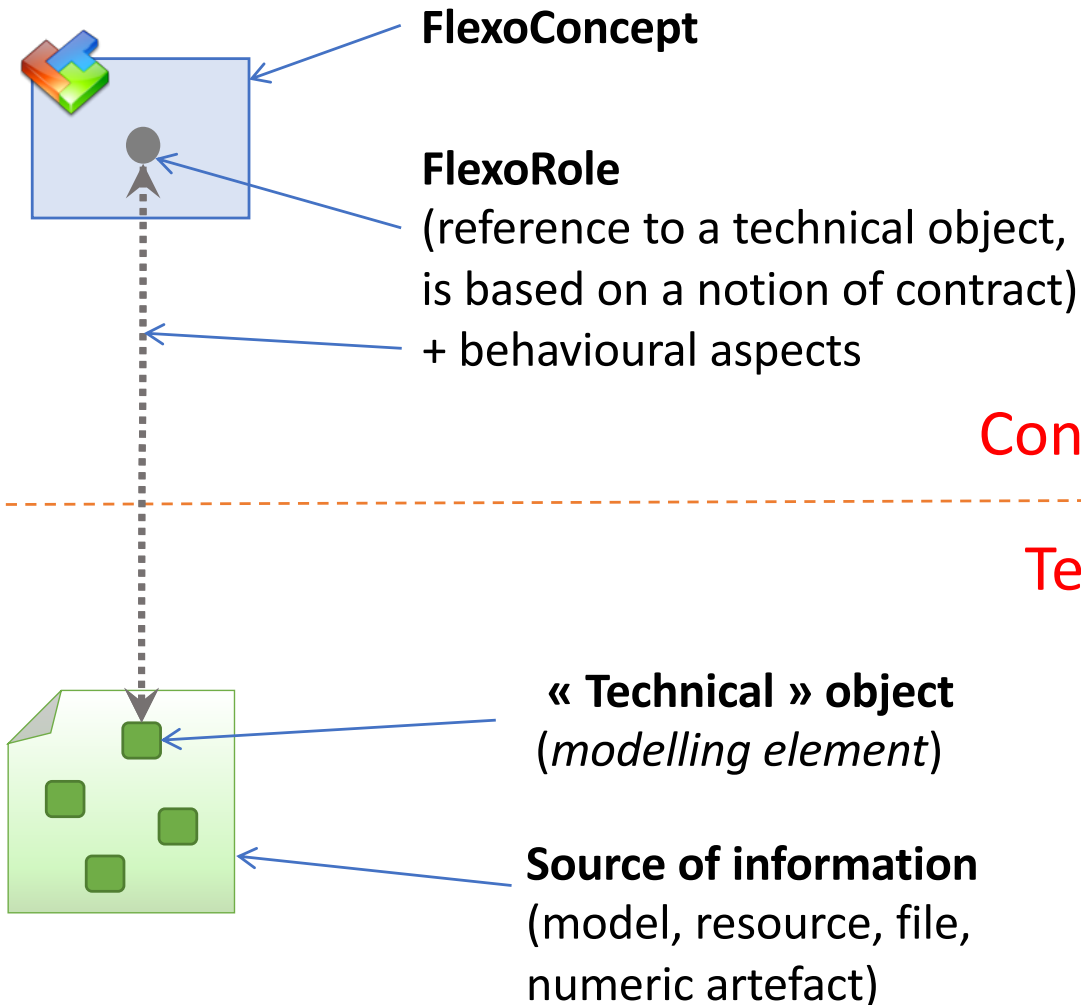 FlexoConcept
FlexoRole
(reference to a technical object,
is based on a notion of contract)
+ behavioural aspects
Con
Te
« Technical » object
(modelling element)
Source of information
(model, resource, file,
numeric artefact)